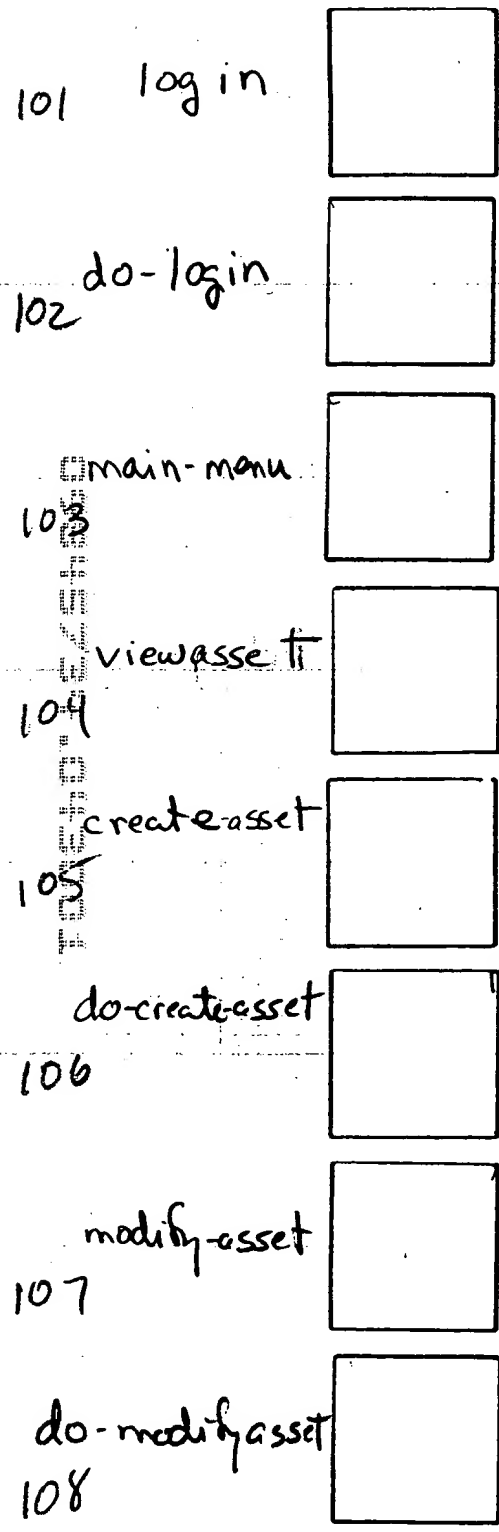 log in
101
do-login
102
main-menu
103
viewassets
104
create-asset
105
do-create-asset
106
modify-asset
107
do-modifyasset
108